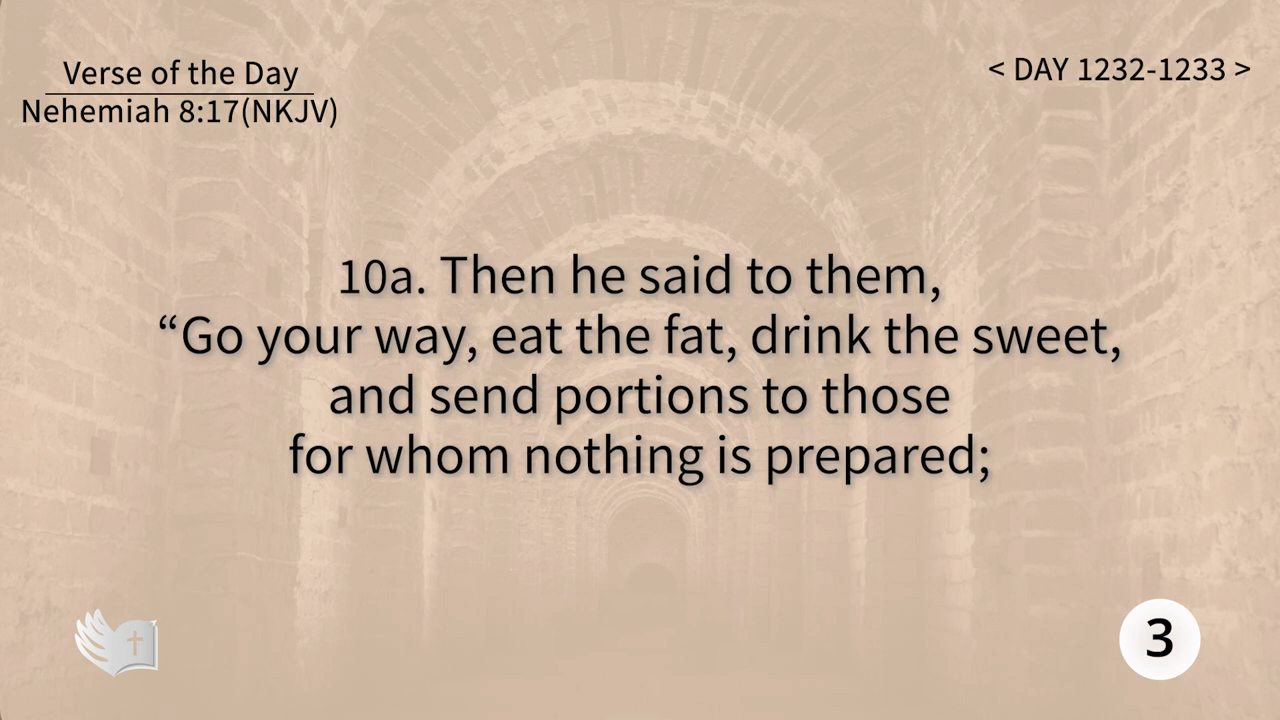 Verse of the Day
Nehemiah 8:17(NKJV)
< DAY 1232-1233 >
10a. Then he said to them,
“Go your way, eat the fat, drink the sweet,
and send portions to those
for whom nothing is prepared;
3